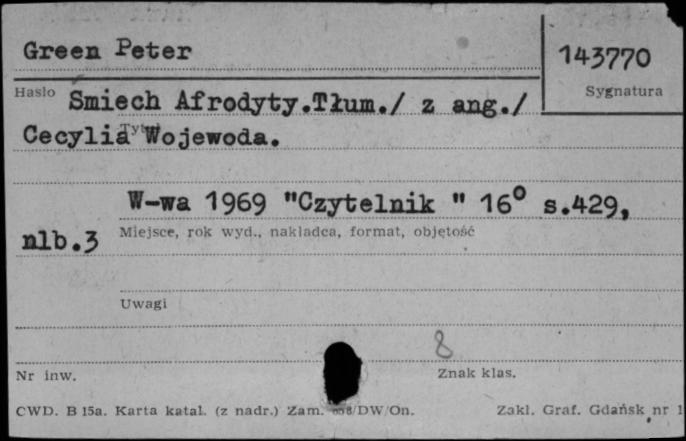 Green Peter
143770
Hasło
Sygnatura
Śmiech Afrodyty.Tłum./ z ang./
Cecylia Wojewoda.
W-wa 1969 "Czytelnik " 16° s.429,
nlb.3
Miejsce, rok wyd., nakładca, format, objętość
Uwagi
8
Nr inw.
Znak klas.
CWD. B 15a. Karta katal. (z nadr.) Zam. /DW/On.
Zakł. Graf. Gdańsk nr 1